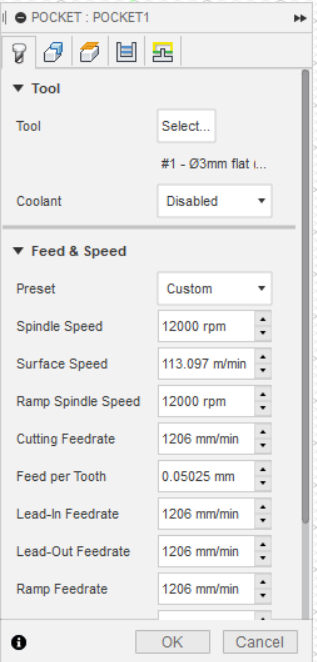 POCKET : POCKET1
Tool
Tool Select...
#1 - Ø3mm flat
Coolant Disabled
Feed & Speed
Preset Custom
Spindle Speed 12000 rpm
Surface Speed 113.097 m/min
Ramp Spindle Speed 12000 rpm
Cutting Feedrate 1206 mm/min
Feed per Tooth 0.05025 mm
Lead-In Feedrate 1206 mm/min
Lead-Out Feedrate 1206 mm/min
Ramp Feedrate 1206 mm/min
OK Cancel